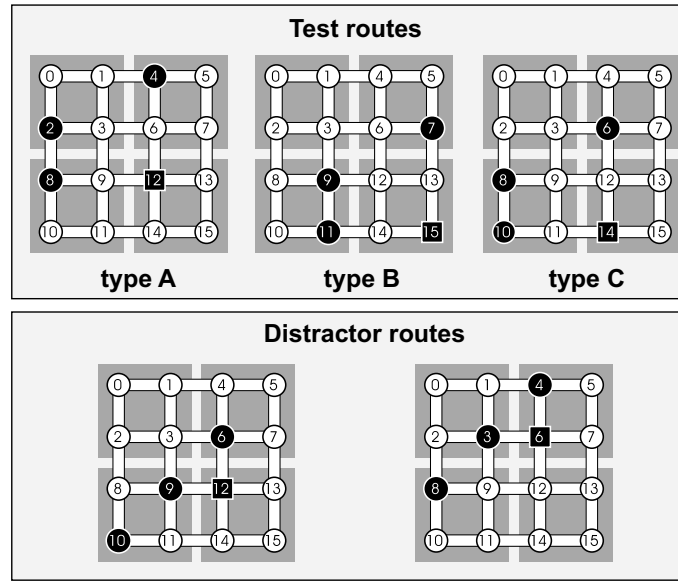 Test routes
0 1 4 5 0 1 4 5 0 1 4 5
2 3 6 7 2 3 6 7 2 3 6 7
8 9 12 13 8 9 12 13 8 9 12 13
10 11 14 15 10 11 14 15 10 11 14 15
type A type B type C
Distractor routes
0 1 4 5 0 1 4 5
2 3 6 7 2 3 6 7
8 9 12 13 8 9 12 13
10 11 14 15 10 11 14 15